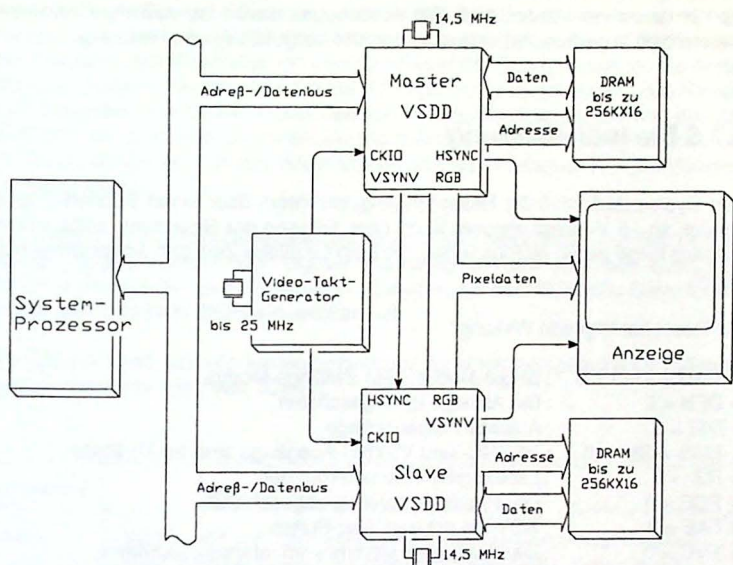 14,5 MHz
Master
VSDD
Adreß-/Datenbus
Daten
Adresse
DRAM
bis zu
256KX16
CKIO HSYNC
VSYNV RGB
System-
Prozessor
Video-Takt-
Generator
bis 25 MHz
Pixeldaten
Anzeige
HSYNC RGB
VSYNV
CKIO
Slave
VSDD
Adreß-/Datenbus
Adresse
Daten
DRAM
bis zu
256KX16
14,5 MHz